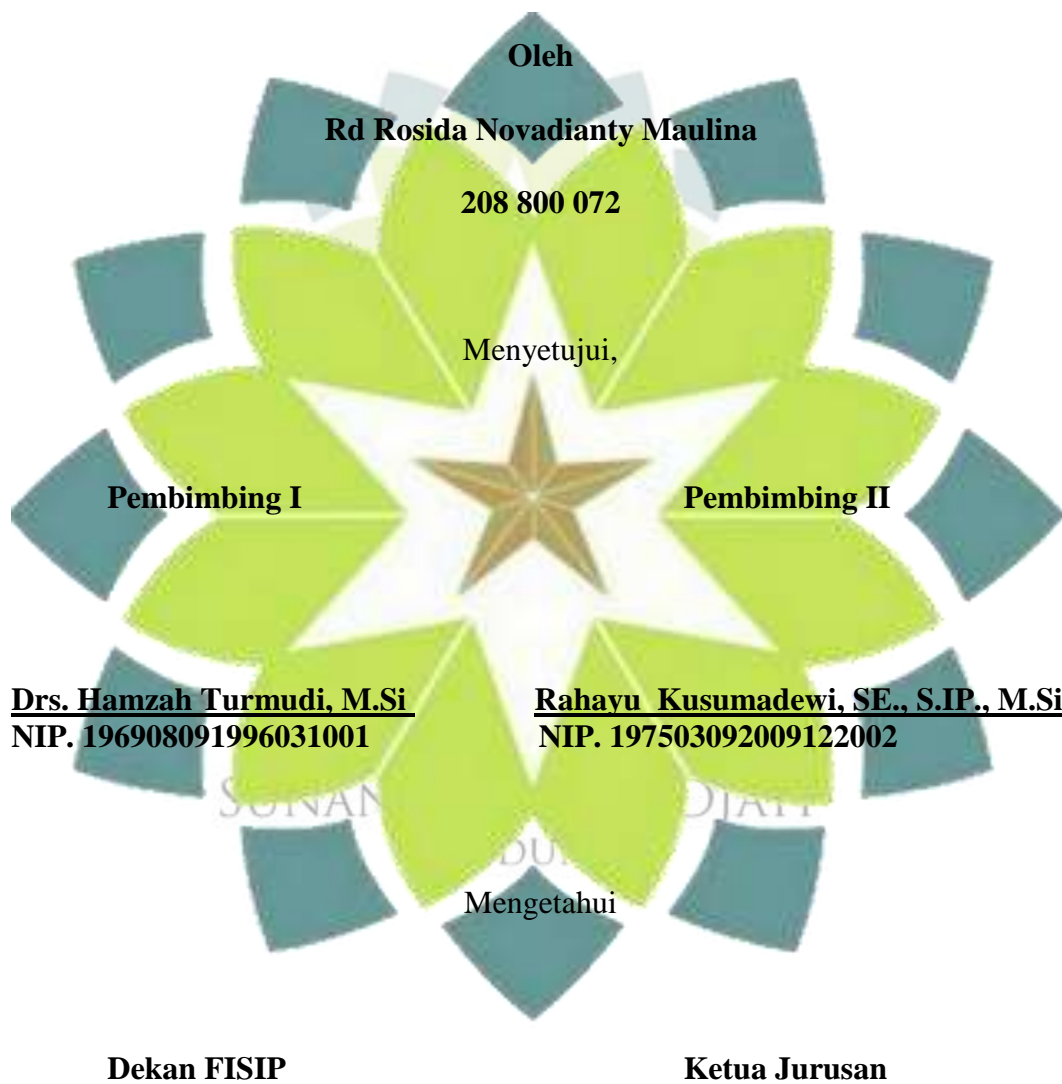 Oleh
Rd Rosida Novadianty Maulina
208 800 072
Menyetujui,
Pembimbing I Pembimbing II
Drs. Hamzah Turmudi, M.Si Rahayu Kusumadewi, SE., S.IP., M.Si
NIP. 196908091996031001 NIP. 197503092009122002
SUNAN
Mengetahui
Dekan FISIP Ketua Jurusan